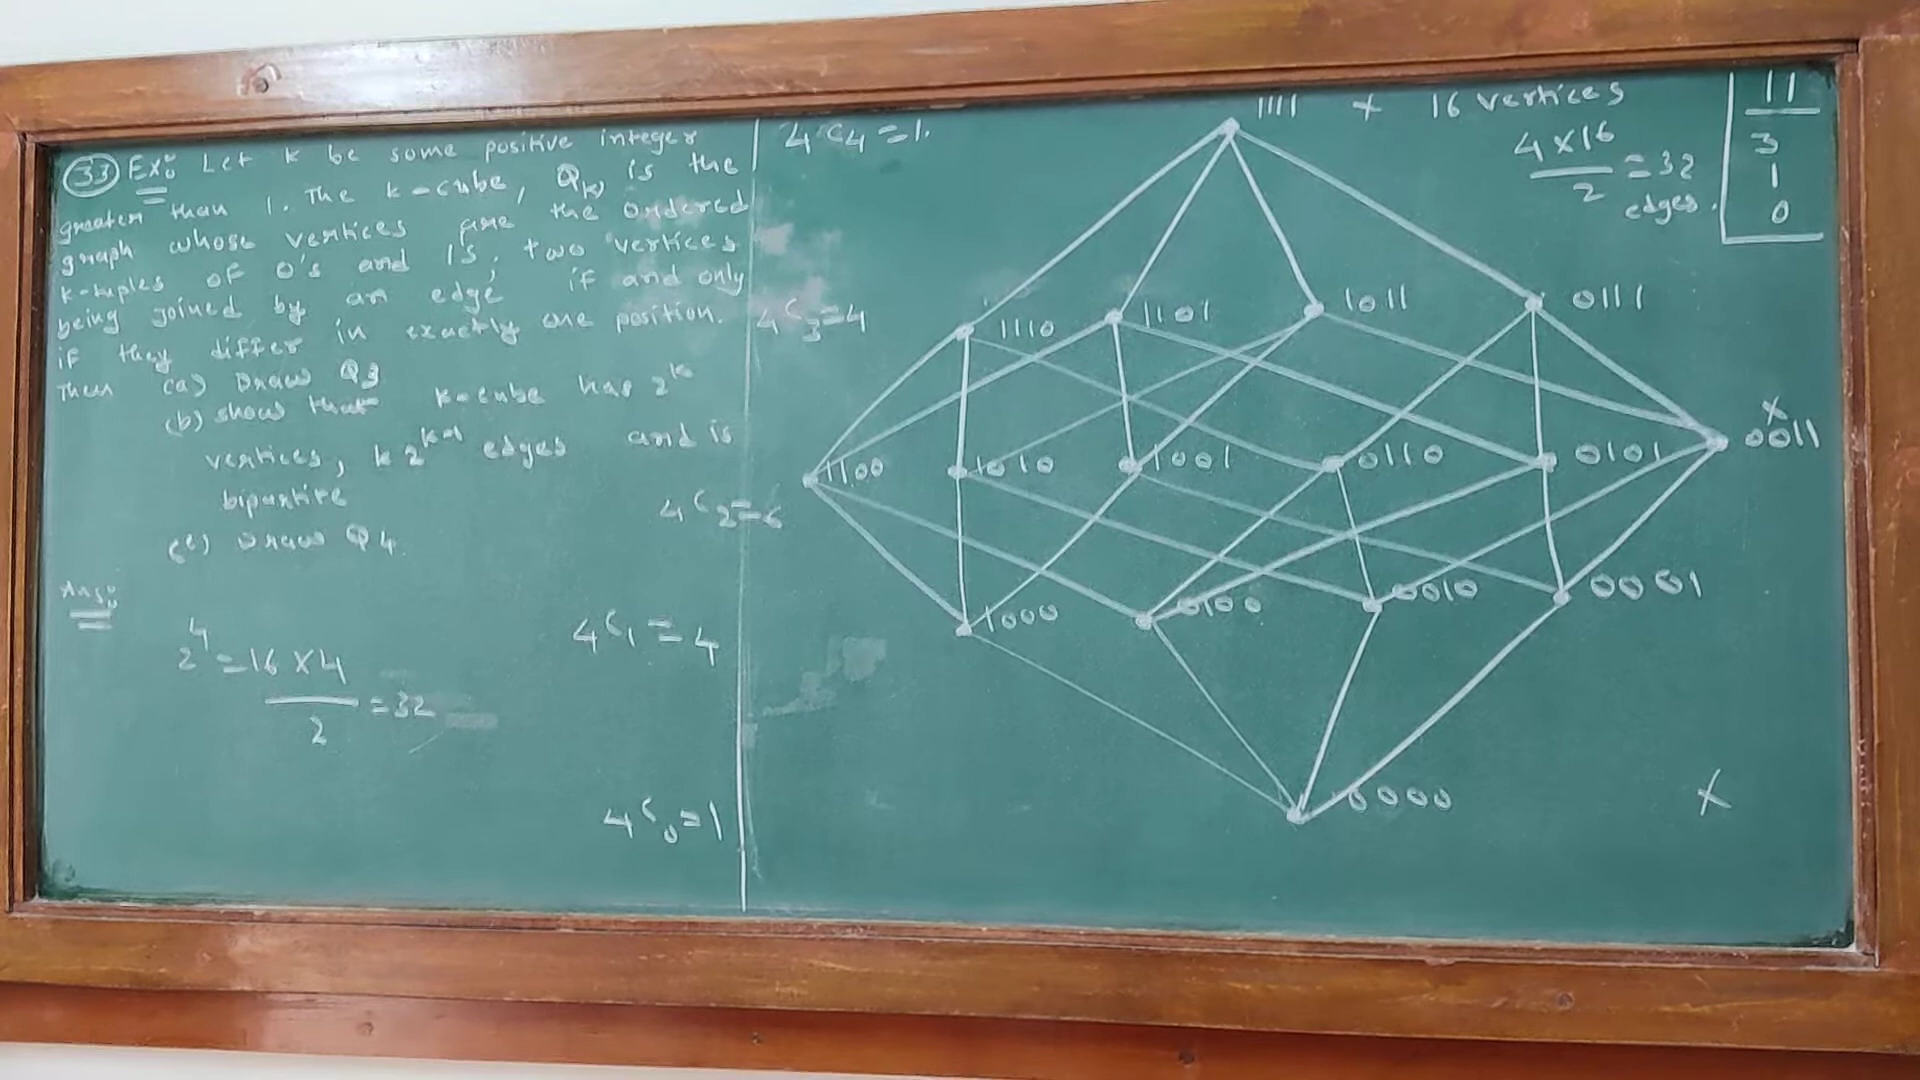 33 Ex: Let k be some positive integer
greater than 1. The k-cube, Qk, is the
graph whose vertices are the ordered
k-tuples of 0's and 1s, two vertices
being joined by an edge if and only
if they differ in exactly one position.
Then (a) Draw Q3
(b) show that k-cube has 2^k
vertices, k2^k-1 edges and is
bipartite
(c) Draw Q4.
Ans:
2^4 = 16 x 4
2
= 32
4C4 = 1.
4C3 = 4
4C2 = 6
4C1 = 4
4C0 = 1
1111 x 16 vertices
4 x 16
2
= 32
edges.
11
3
1
0
1110 1101 1011 0111
x
1100 1010 1001 0110 0101 0011
1000 0100 0010 0001
0000
x